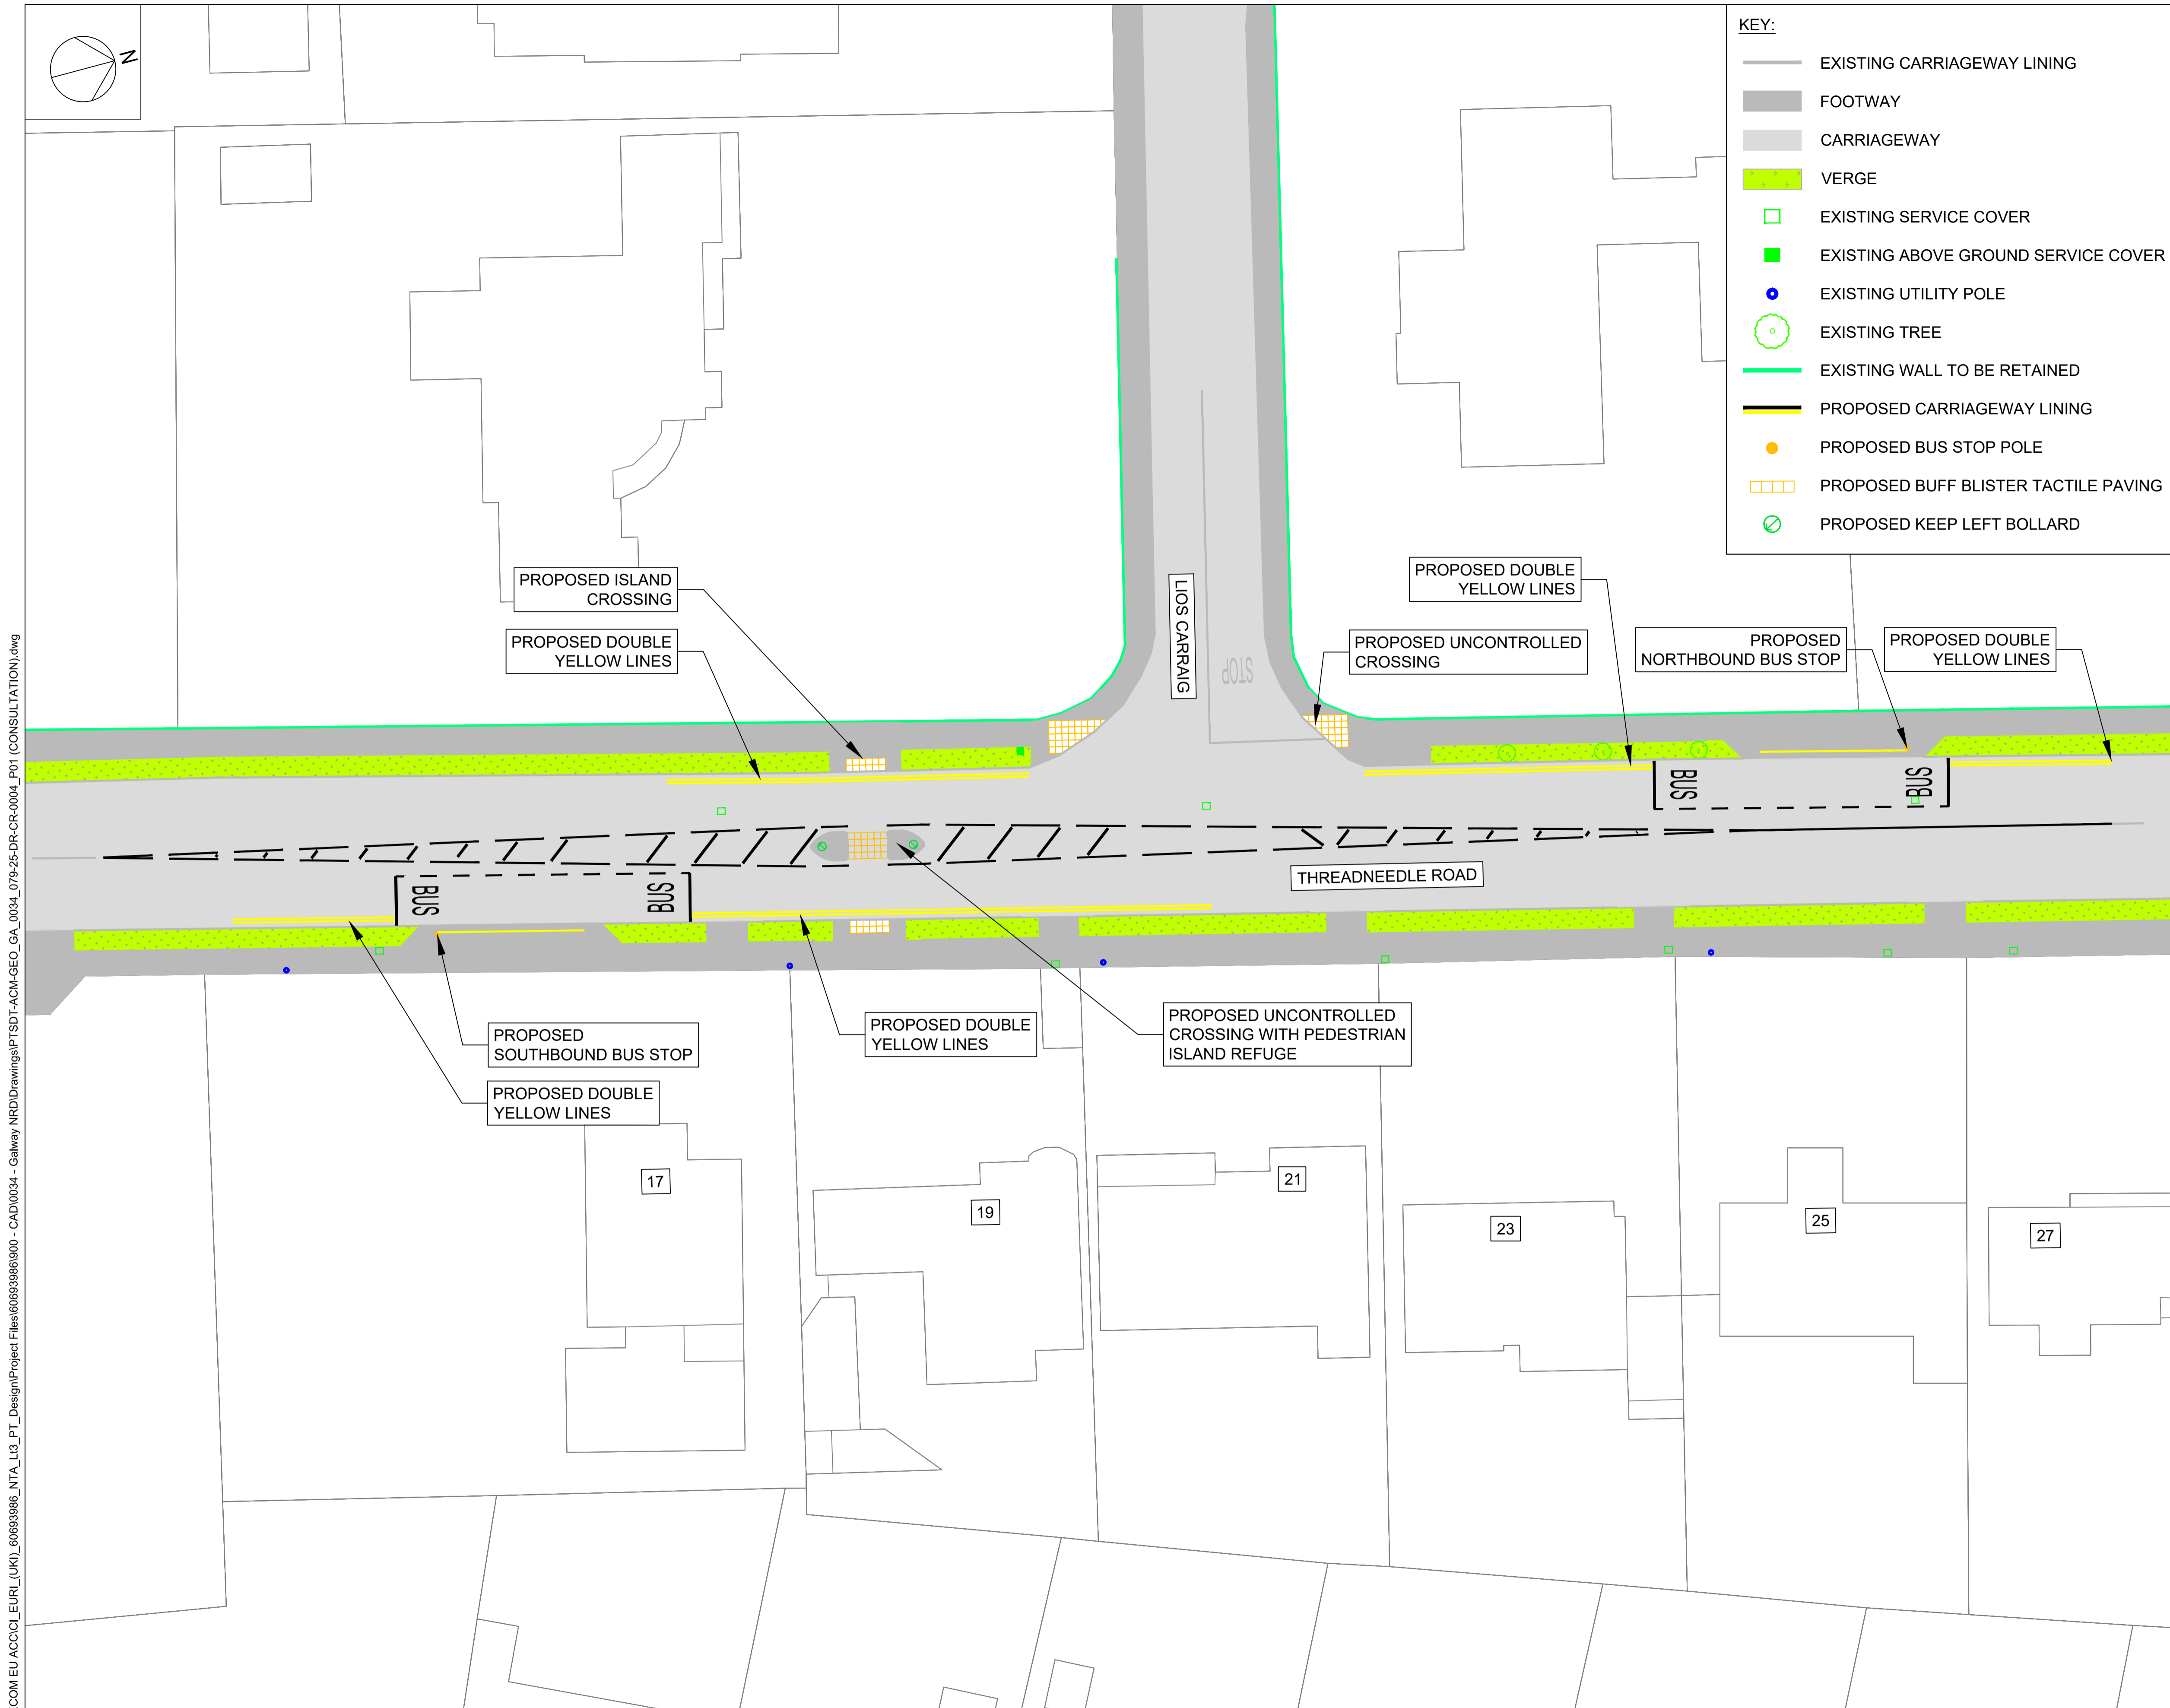 N
KEY:
EXISTING CARRIAGEWAY LINING
FOOTWAY
CARRIAGEWAY
VERGE
EXISTING SERVICE COVER
EXISTING ABOVE GROUND SERVICE COVER
EXISTING UTILITY POLE
EXISTING TREE
EXISTING WALL TO BE RETAINED
PROPOSED CARRIAGEWAY LINING
PROPOSED BUS STOP POLE
PROPOSED BUFF BLISTER TACTILE PAVING
PROPOSED KEEP LEFT BOLLARD
PROPOSED ISLAND
CROSSING
PROPOSED DOUBLE
YELLOW LINES
LIOS CARRAIG
STOP
PROPOSED DOUBLE
YELLOW LINES
PROPOSED UNCONTROLLED
CROSSING
PROPOSED
NORTHBOUND BUS STOP
PROPOSED DOUBLE
YELLOW LINES
BUS
BUS
THREADNEEDLE ROAD
BUS
BUS
PROPOSED
SOUTHBOUND BUS STOP
PROPOSED DOUBLE
YELLOW LINES
PROPOSED DOUBLE
YELLOW LINES
PROPOSED UNCONTROLLED
CROSSING WITH PEDESTRIAN
ISLAND REFUGE
17
19
21
23
25
27
COM EU ACC\CI_EURI_(UKI)_60693986_NTA_Lt3_PT_Design\Project Files\60693986\900 - CAD\0034 - Galway NRD\Drawings\PTSDT-ACM-GEO_GA_0034_079-25-DR-CR-0004_P01 (CONSULTATION).dwg